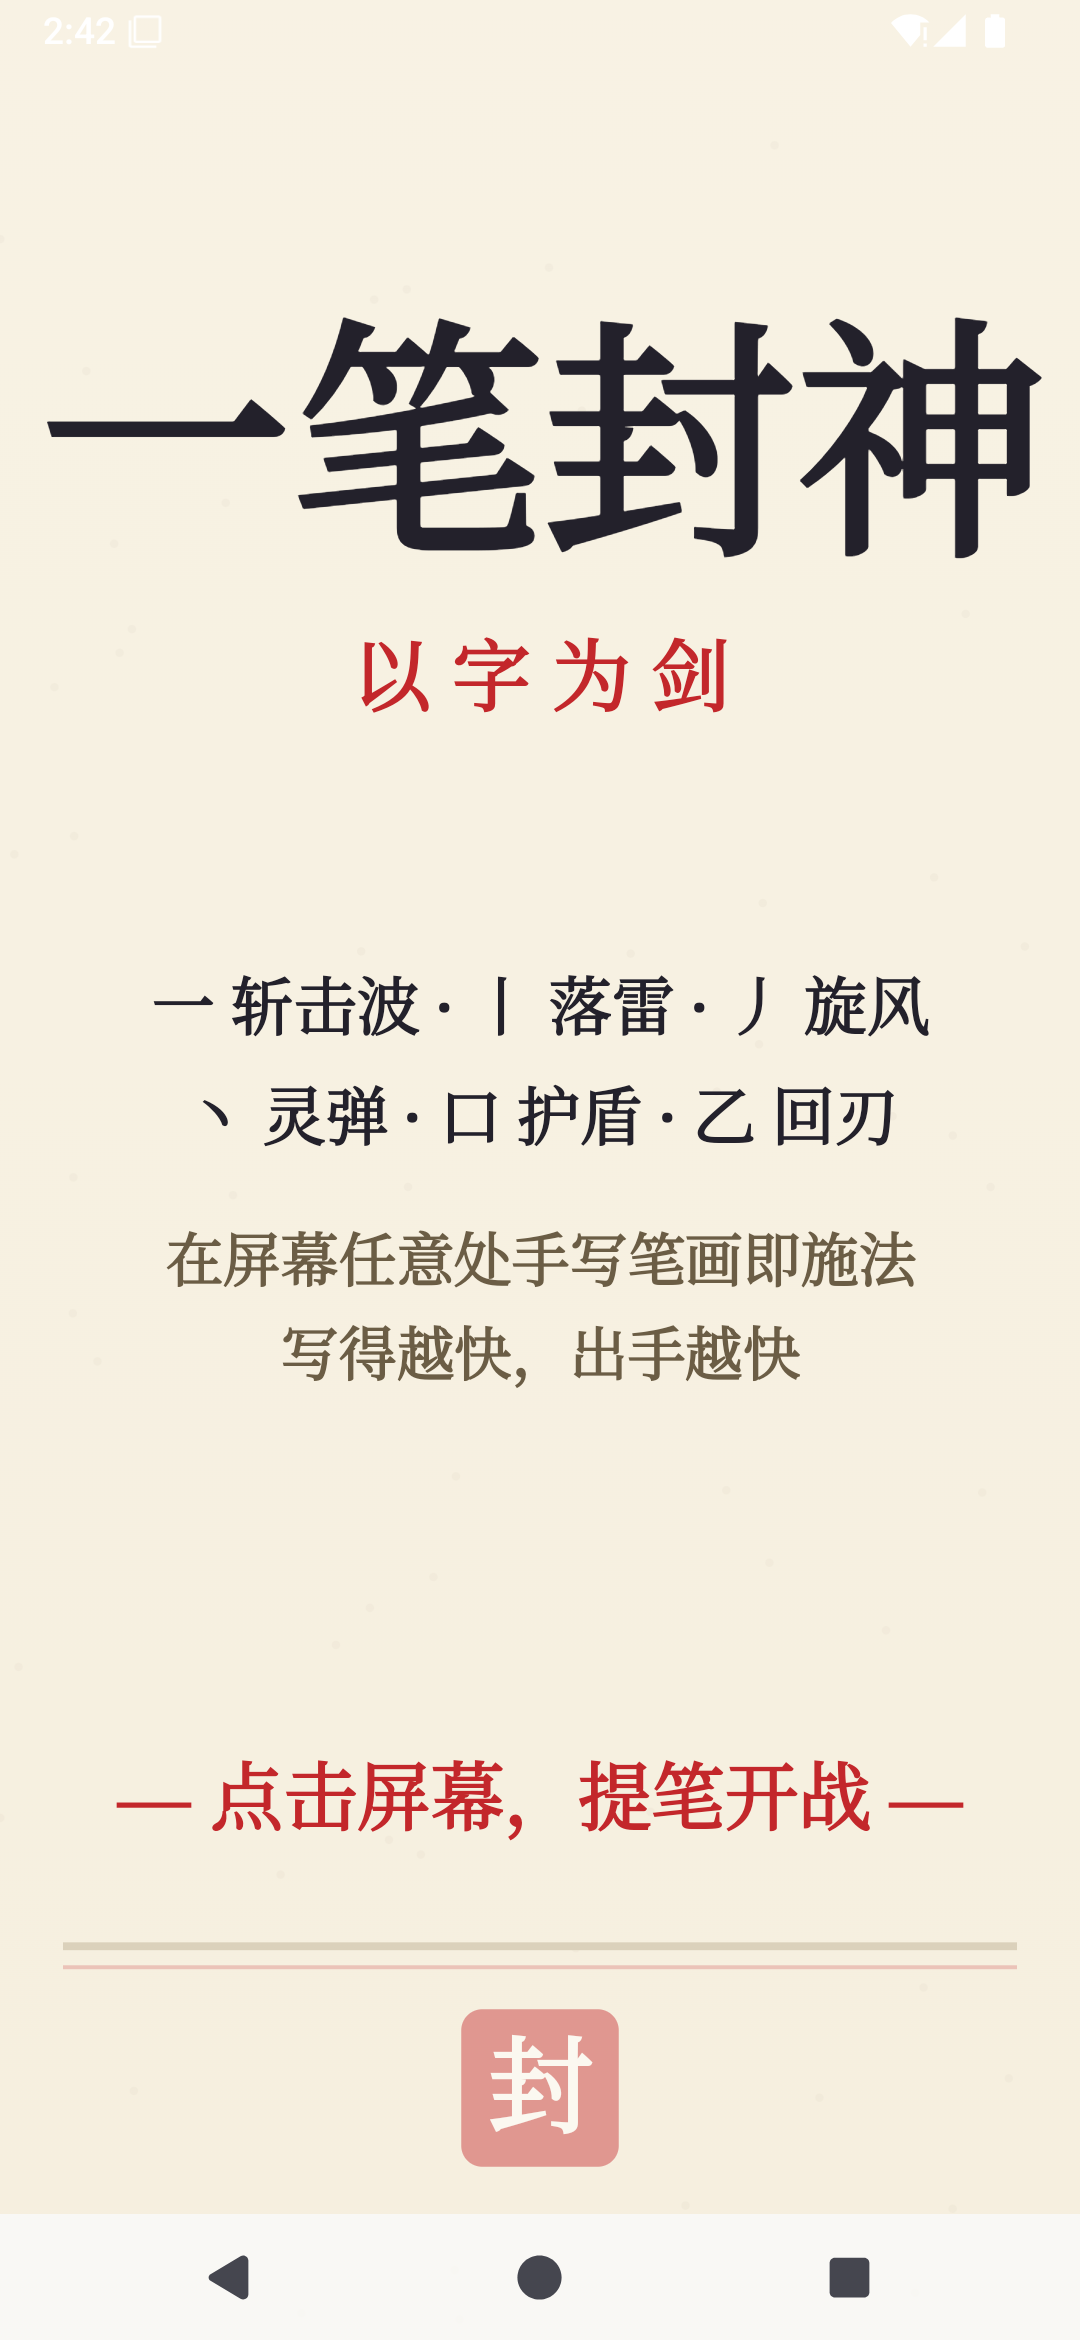 2:42
一笔封神
以字为剑
一 斩击波 · 丨 落雷 · 丿 旋风
丶 灵弹 · 口 护盾 · 乙 回刃
在屏幕任意处手写笔画即施法
写得越快，出手越快
— 点击屏幕，提笔开战 —
封